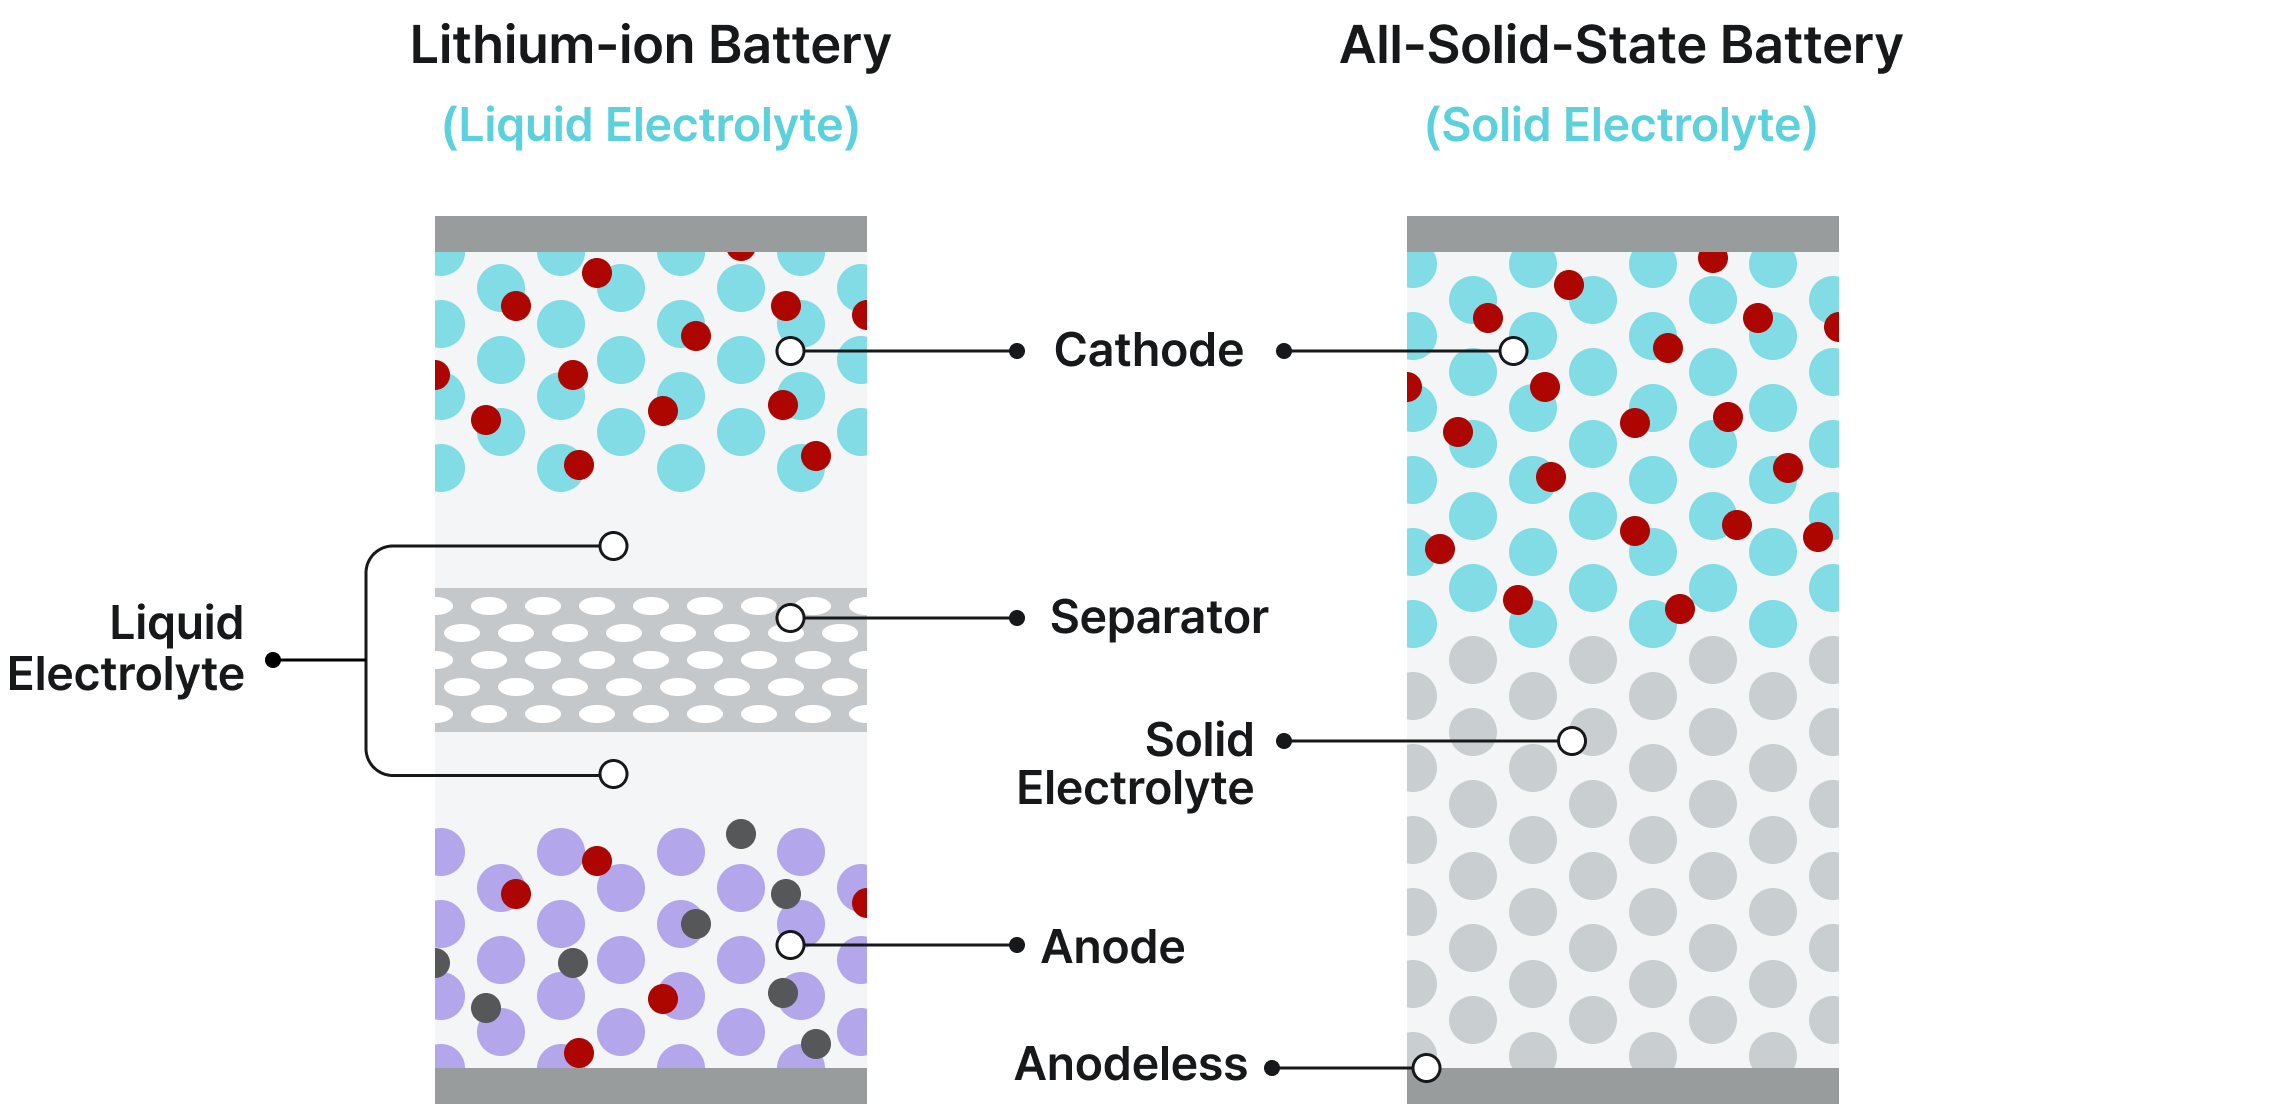 Lithium-ion Battery
(Liquid Electrolyte)
All-Solid-State Battery
(Solid Electrolyte)
Cathode
Liquid
Electrolyte
Separator
Solid
Electrolyte
Anode
Anodeless